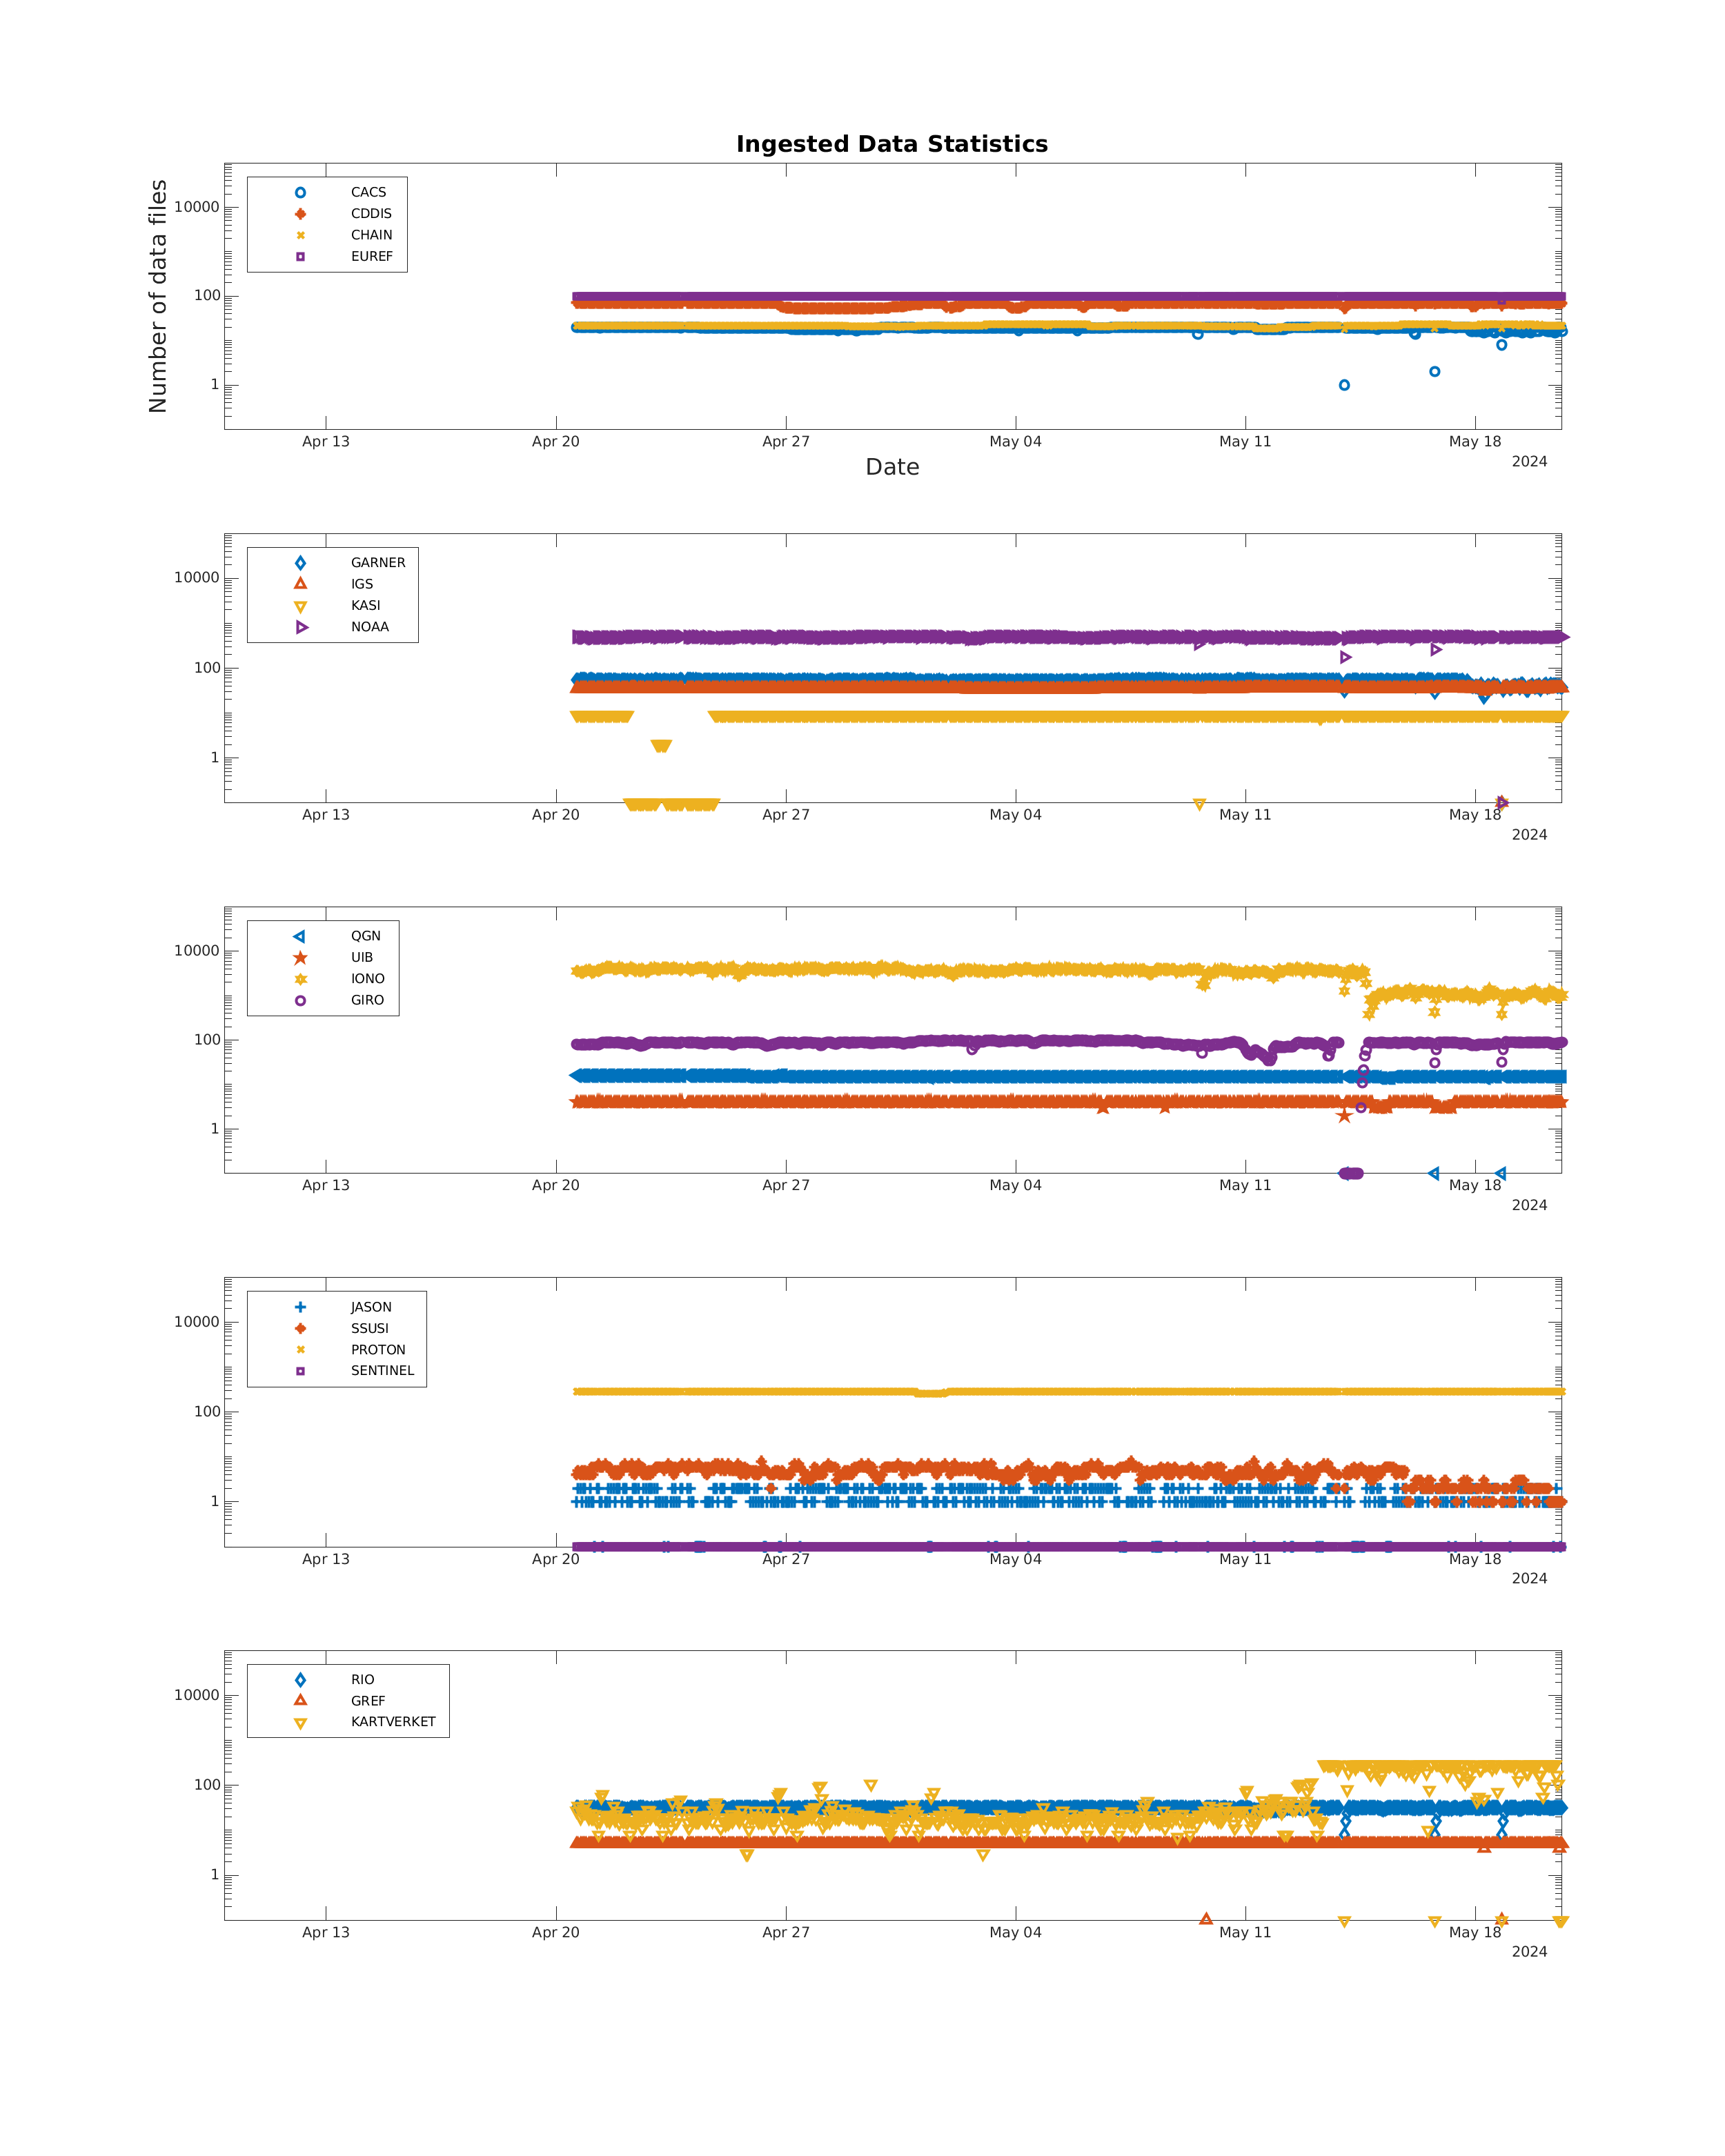 Ingested Data Statistics
Number of data files
CACS
CDDIS
CHAIN
EUREF
10000
100
1
Apr 13 Apr 20 Apr 27 May 04 May 11 May 18
2024
Date
GARNER
IGS
KASI
NOAA
10000
100
1
Apr 13 Apr 20 Apr 27 May 04 May 11 May 18
2024
QGN
UIB
IONO
GIRO
10000
100
1
Apr 13 Apr 20 Apr 27 May 04 May 11 May 18
2024
JASON
SSUSI
PROTON
SENTINEL
10000
100
1
Apr 13 Apr 20 Apr 27 May 04 May 11 May 18
2024
RIO
GREF
KARTVERKET
10000
100
1
Apr 13 Apr 20 Apr 27 May 04 May 11 May 18
2024